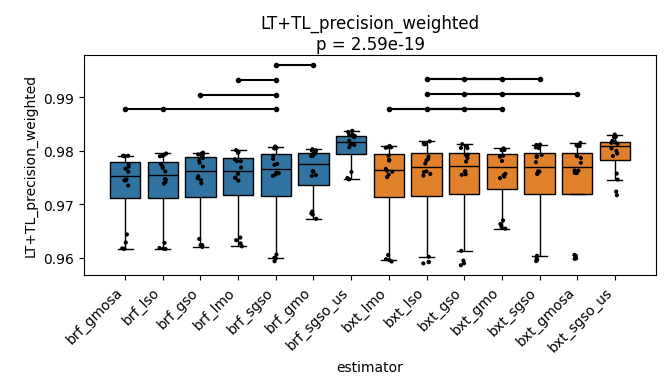 LT+TL_precision_weighted
p = 2.59e-19
LT+TL_precision_weighted
0.99
0.98
0.97
0.96
brf_gmosa
brf_lso
brf_gso
brf_lmo
brf_sgso
brf_gmo
brf_sgso_us
bxt_lmo
bxt_lso
bxt_gso
bxt_gmo
bxt_sgso
bxt_gmosa
bxt_sgso_us
estimator